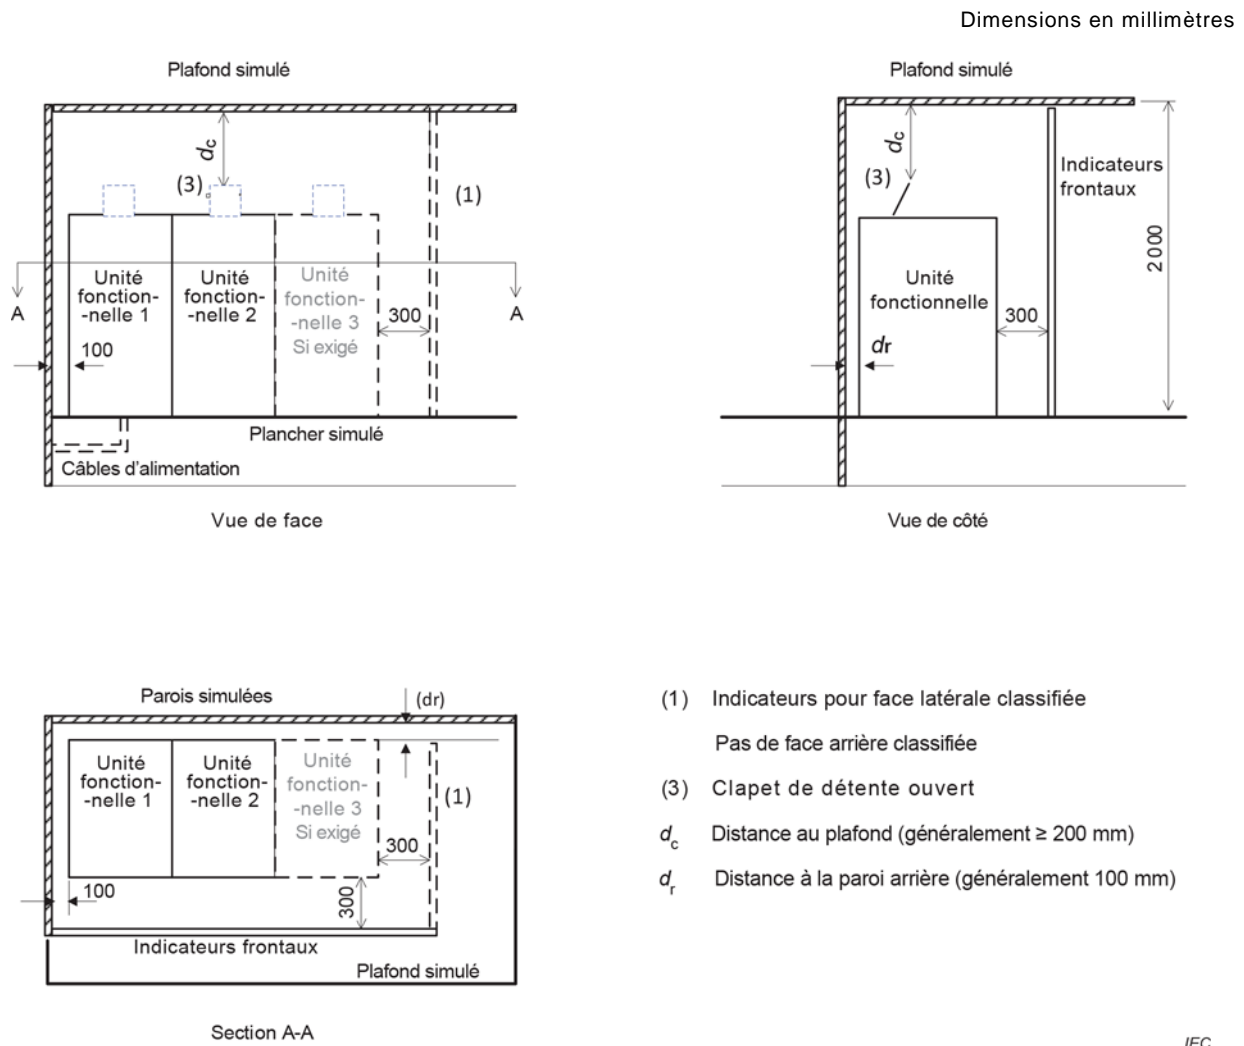 Dimensions en millimètres
Plafond simulé
dc
(3)
(1)
Unité
fonction-
-nelle 1
Unité
fonction-
-nelle 2
Unité
fonction-
-nelle 3
Si exigé
A
A
300
100
Plancher simulé
Câbles d'alimentation
Vue de face
Plafond simulé
dc
(3)
Indicateurs
frontaux
2 000
Unité
fonctionnelle
300
dr
Vue de côté
Parois simulées
(dr)
Unité
fonction-
-nelle 1
Unité
fonction-
-nelle 2
Unité
fonction-
-nelle 3
Si exigé
(1)
300
100
300
Indicateurs frontaux
Plafond simulé
Section A-A
(1) Indicateurs pour face latérale classifiée
Pas de face arrière classifiée
(3) Clapet de détente ouvert
dc Distance au plafond (généralement ≥ 200 mm)
dr Distance à la paroi arrière (généralement 100 mm)
IEC